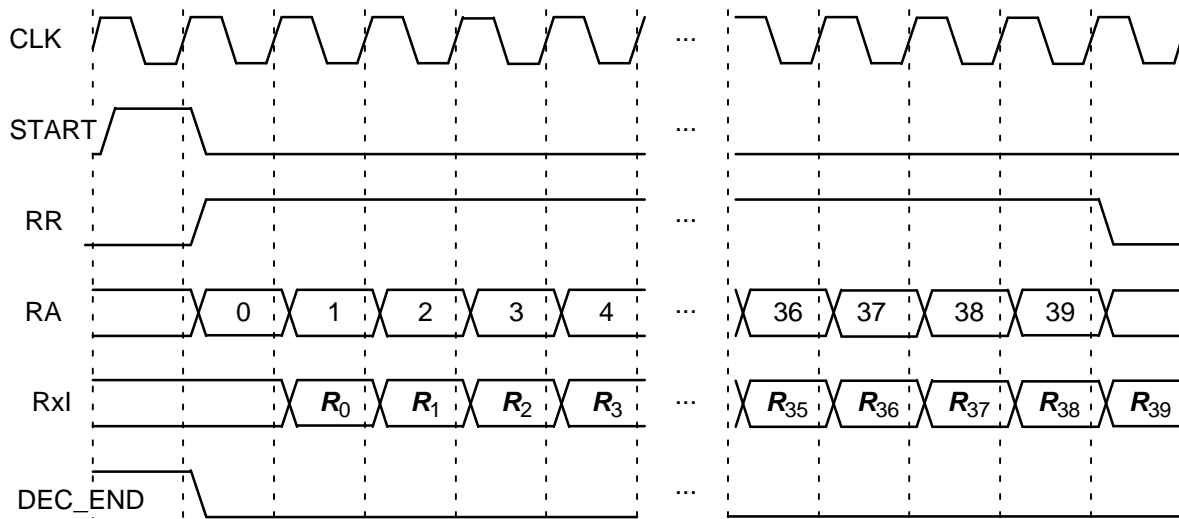 CLK ...
START ...
RR ...
RA 0 1 2 3 4 ... 36 37 38 39
RxI R0 R1 R2 R3 ... R35 R36 R37 R38 R39
DEC_END ...